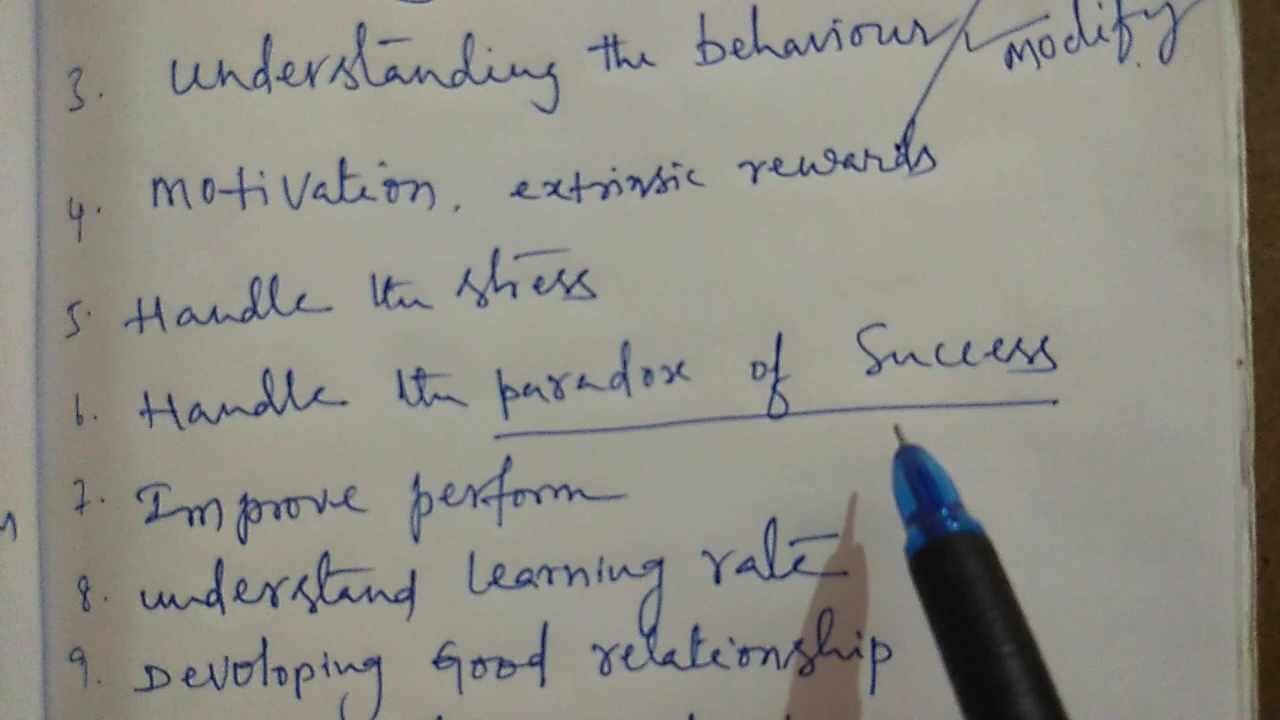 3. understanding the behaviour / modify
4. motivation, extrinsic rewards
5. Handle the stress
6. Handle the paradox of Success
7. Improve perform
8. understand learning rate
9. Devoloping Good relationship